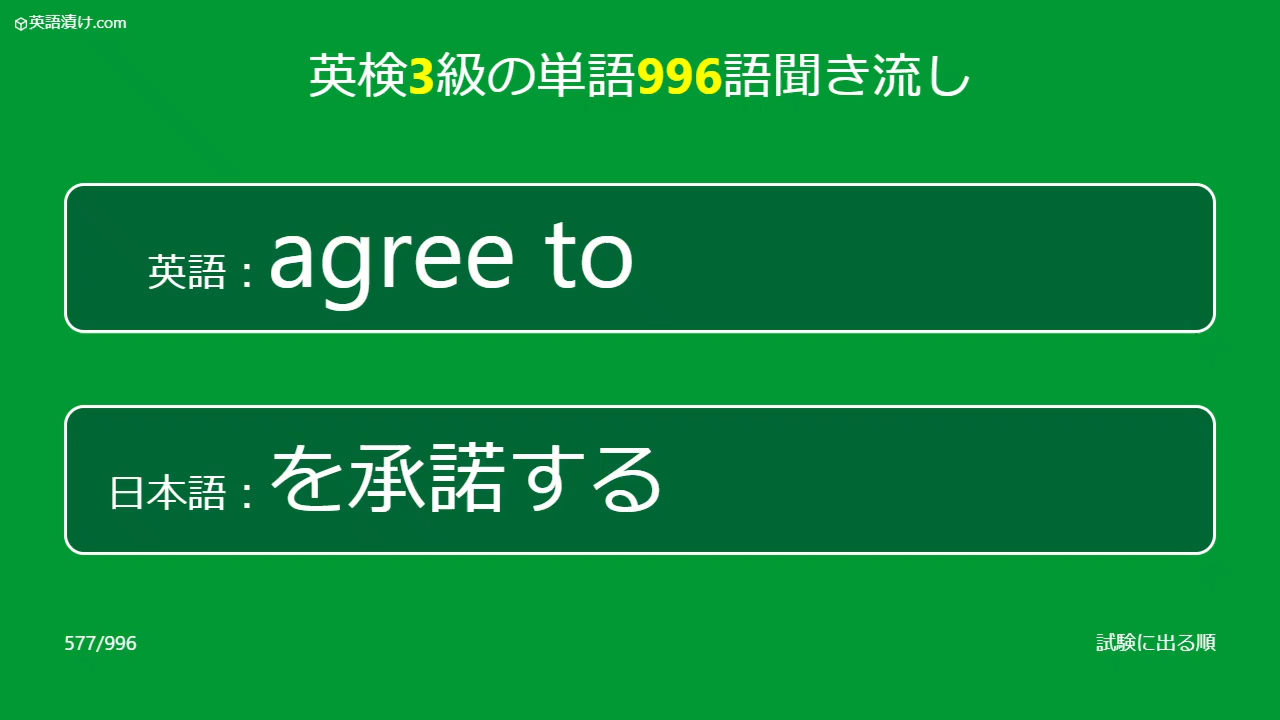 英語漬け.com
英検3級の単語996語聞き流し
英語：agree to
日本語：を承諾する
577/996
試験に出る順